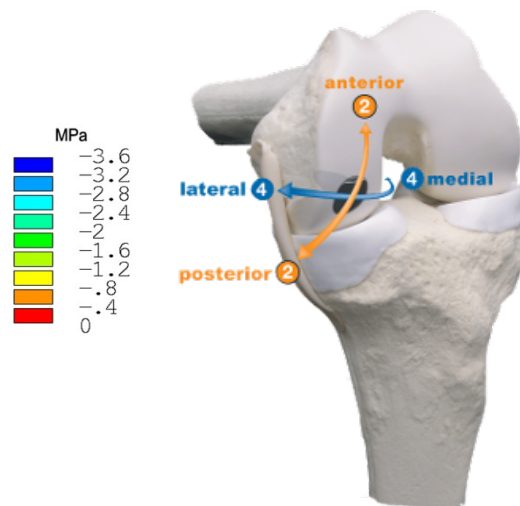 anterior
2
MPa
-3.6
-3.2
-2.8
-2.4
-2
-1.6
-1.2
-.8
-.4
0
lateral 4
4 medial
posterior 2